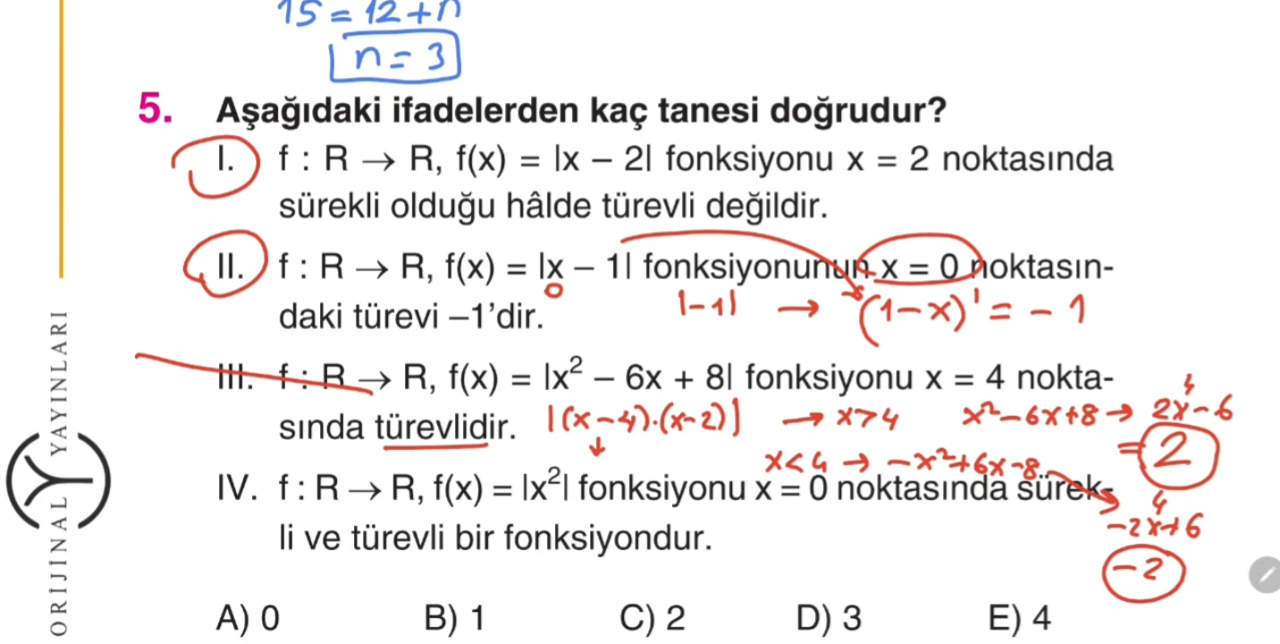 15 = 12 + n
n = 3
5. Aşağıdaki ifadelerden kaç tanesi doğrudur?
I. f : R → R, f(x) = |x – 2| fonksiyonu x = 2 noktasında
sürekli olduğu hâlde türevli değildir.
II. f : R → R, f(x) = |x – 1| fonksiyonunun x = 0 noktasın-
0
daki türevi –1’dir.
|-1| → (1-x)' = -1
III. f : R → R, f(x) = |x² – 6x + 8| fonksiyonu x = 4 nokta-
sında türevlidir.
|(x-4).(x-2)| → x>4 x²-6x+8 → 2x-6
4
= 2
x<4 → -x²+6x-8
IV. f : R → R, f(x) = |x²| fonksiyonu x = 0 noktasında sürek-
li ve türevli bir fonksiyondur.
4
-2x+6
-2
A) 0 B) 1 C) 2 D) 3 E) 4
ORİJİNAL YAYINLARI